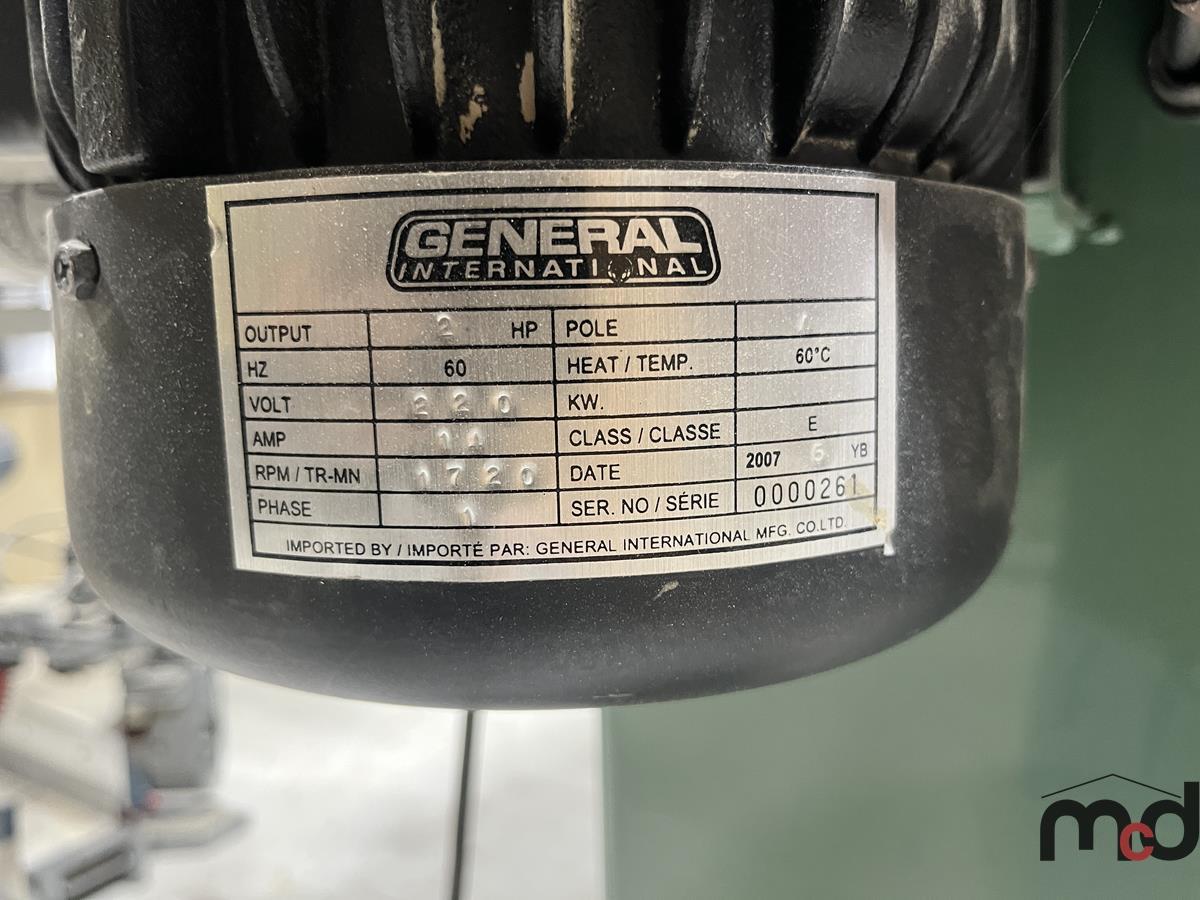 GENERAL
INTERNATIONAL
OUTPUT 2 HP POLE
HZ 60 HEAT / TEMP. 60°C
VOLT 220 KW.
AMP CLASS / CLASSE E
RPM / TR-MN 1720 DATE 2007 6 YB
PHASE 1 SER. NO / SÉRIE 0000261
IMPORTED BY / IMPORTÉ PAR: GENERAL INTERNATIONAL MFG. CO.LTD.
mcd